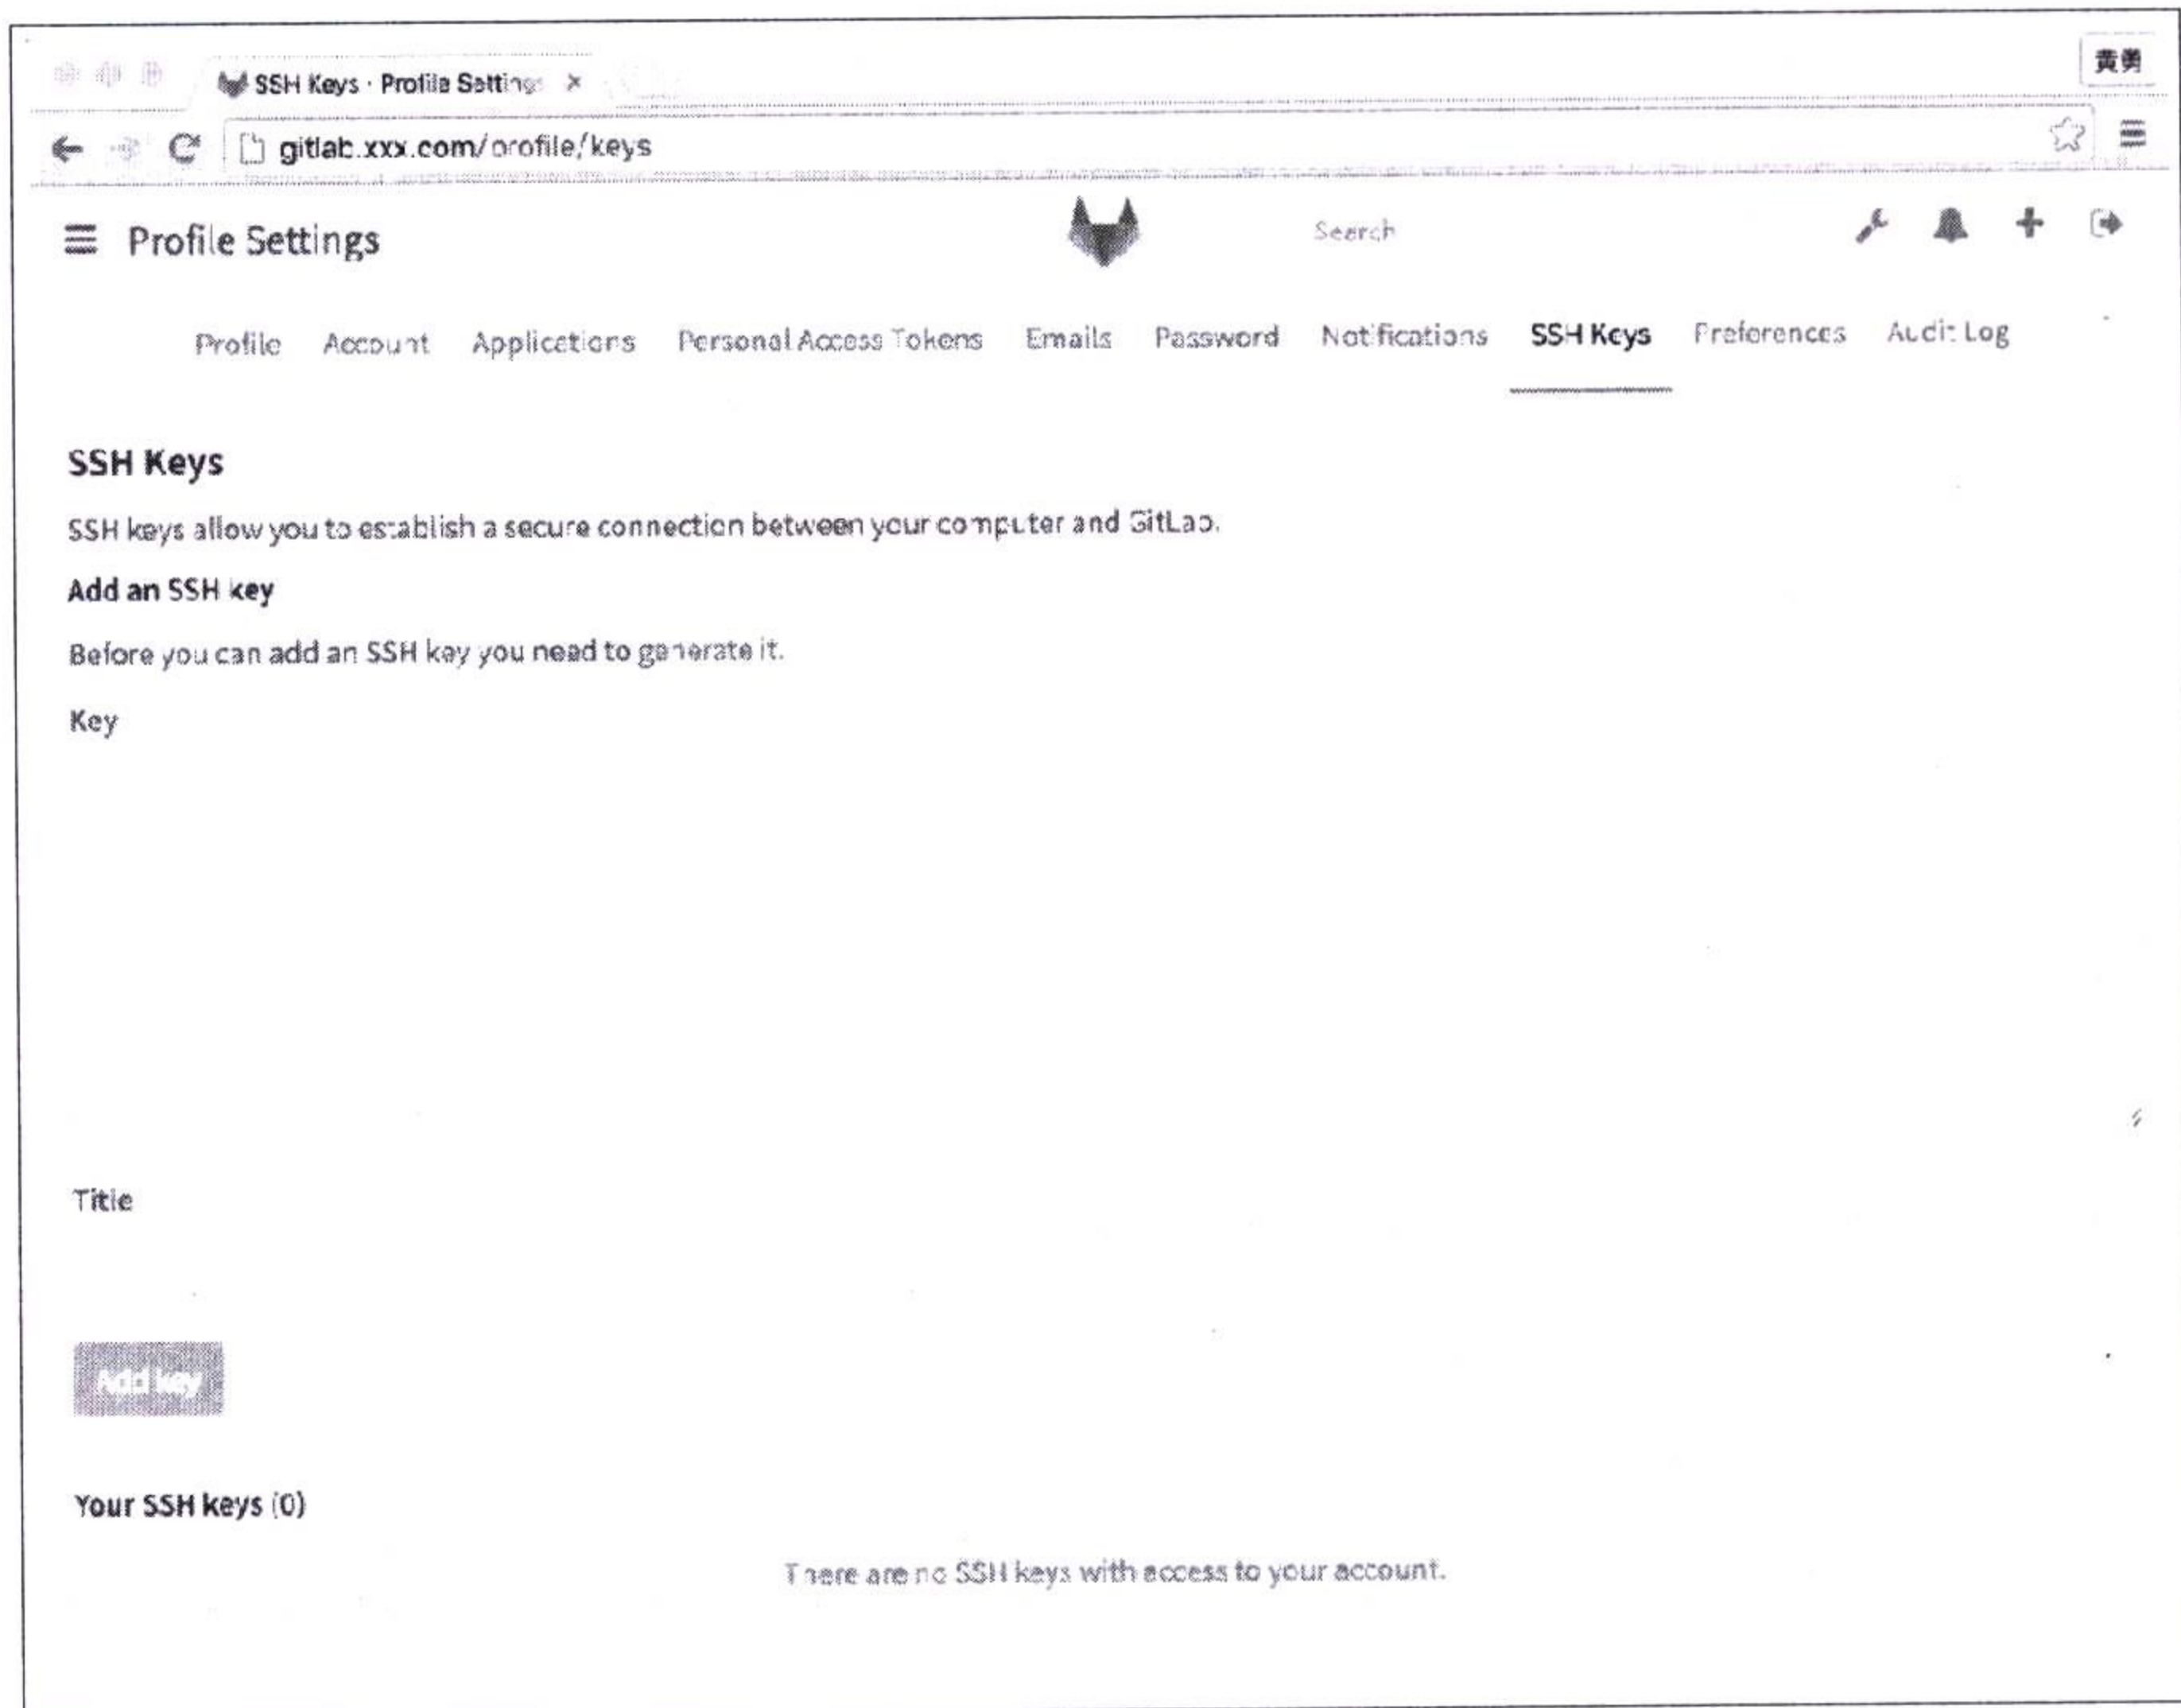 黄勇
SSH Keys · Profile Settings
gitlab.xxx.com/profile/keys
Profile Settings
Search
Profile Account Applications Personal Access Tokens Emails Password Notifications SSH Keys Preferences Audit Log
SSH Keys
SSH keys allow you to establish a secure connection between your computer and GitLab.
Add an SSH key
Before you can add an SSH key you need to generate it.
Key
Title
Add key
Your SSH keys (0)
There are no SSH keys with access to your account.